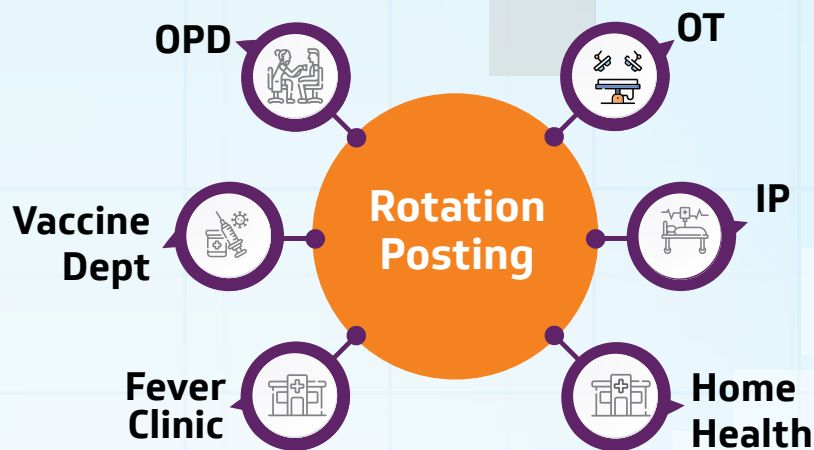 OPD
OT
Rotation
Posting
Vaccine
Dept
IP
Fever
Clinic
Home
Health